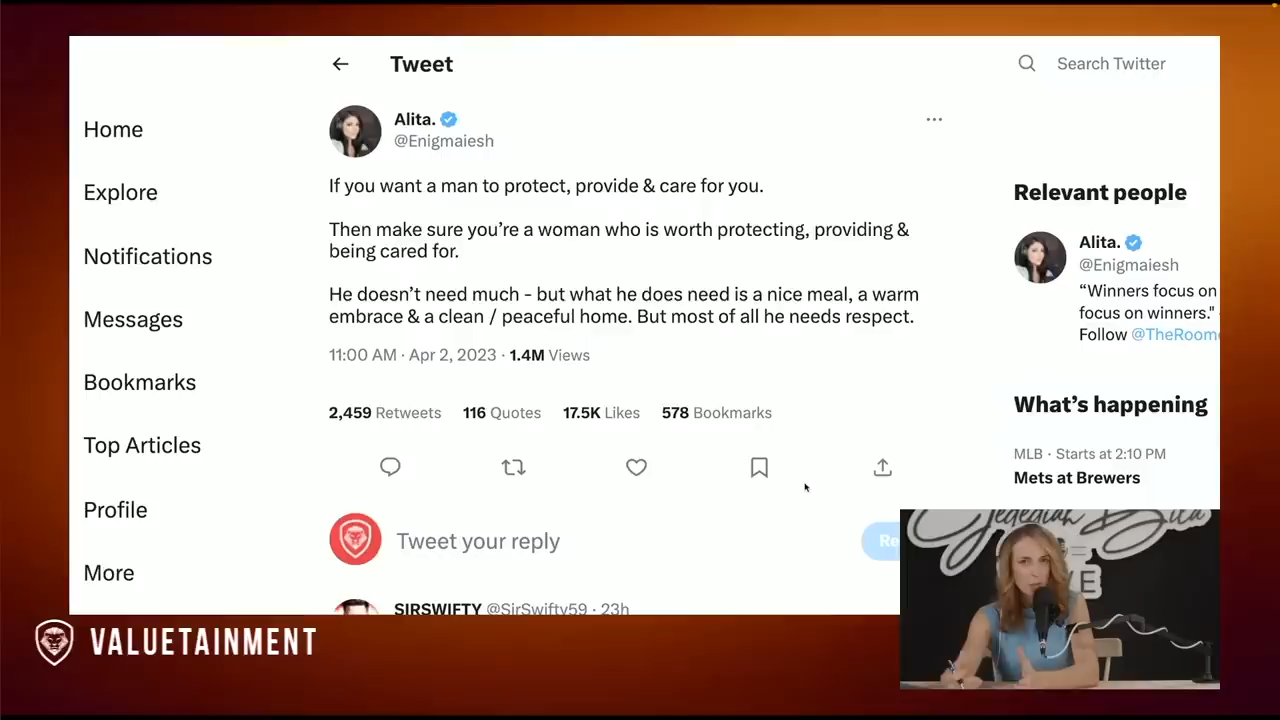 Tweet
Search Twitter
Home
Explore
Notifications
Messages
Bookmarks
Top Articles
Profile
More
Alita.
@Enigmaiesh
If you want a man to protect, provide & care for you.
Then make sure you’re a woman who is worth protecting, providing &
being cared for.
He doesn’t need much - but what he does need is a nice meal, a warm
embrace & a clean / peaceful home. But most of all he needs respect.
11:00 AM · Apr 2, 2023 · 1.4M Views
2,459 Retweets 116 Quotes 17.5K Likes 578 Bookmarks
Tweet your reply
Re
SIRSWIFTY @SirSwifty59 · 23h
Relevant people
Alita.
@Enigmaiesh
“Winners focus on
focus on winners."
Follow @TheRoom
What’s happening
MLB · Starts at 2:10 PM
Mets at Brewers
Jedediah Bila
VE
VALUETAINMENT